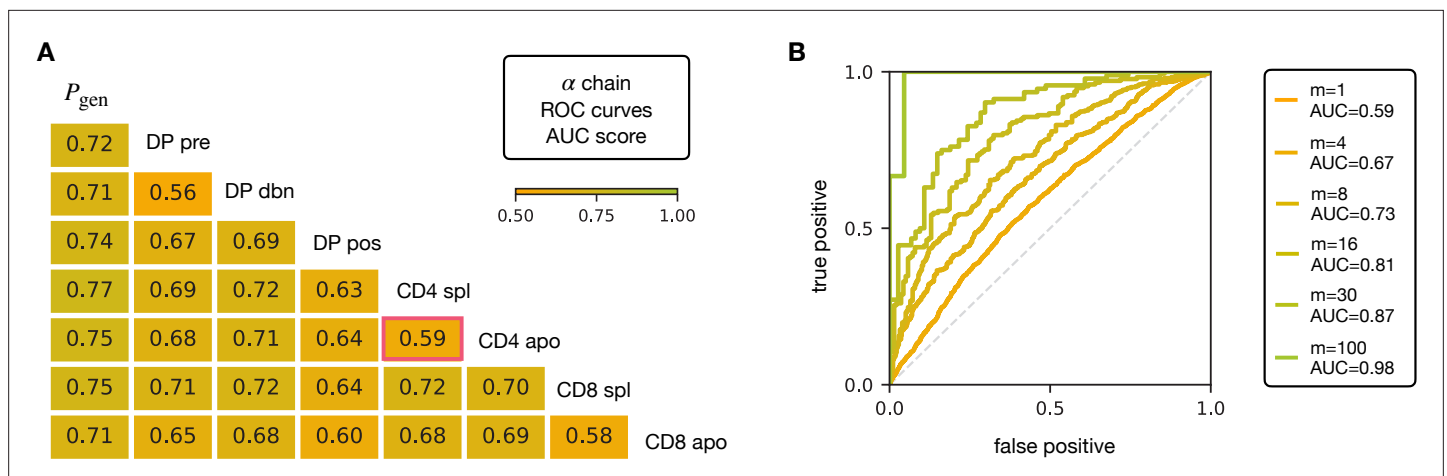 A
P_gen
α chain
ROC curves
AUC score
0.50 0.75 1.00
0.72 DP pre
0.71 0.56 DP dbn
0.74 0.67 0.69 DP pos
0.77 0.69 0.72 0.63 CD4 spl
0.75 0.68 0.71 0.64 0.59 CD4 apo
0.75 0.71 0.72 0.64 0.72 0.70 CD8 spl
0.71 0.65 0.68 0.60 0.68 0.69 0.58 CD8 apo
B
true positive
1.0
0.5
0.0
0.0 0.5 1.0
false positive
m=1
AUC=0.59
m=4
AUC=0.67
m=8
AUC=0.73
m=16
AUC=0.81
m=30
AUC=0.87
m=100
AUC=0.98